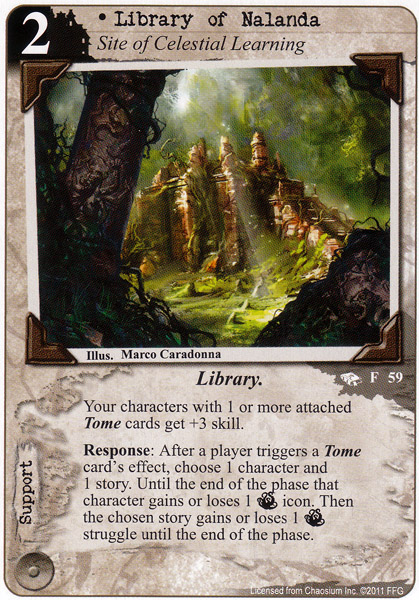 2
• Library of Nalanda
Site of Celestial Learning
Illus. Marco Caradonna
Library.
F 59
Your characters with 1 or more attached
Tome cards get +3 skill.
Response: After a player triggers a Tome
card's effect, choose 1 character and
1 story. Until the end of the phase that
character gains or loses 1 icon. Then
the chosen story gains or loses 1
struggle until the end of the phase.
Support
Licensed from Chaosium Inc. ©2011 FFG